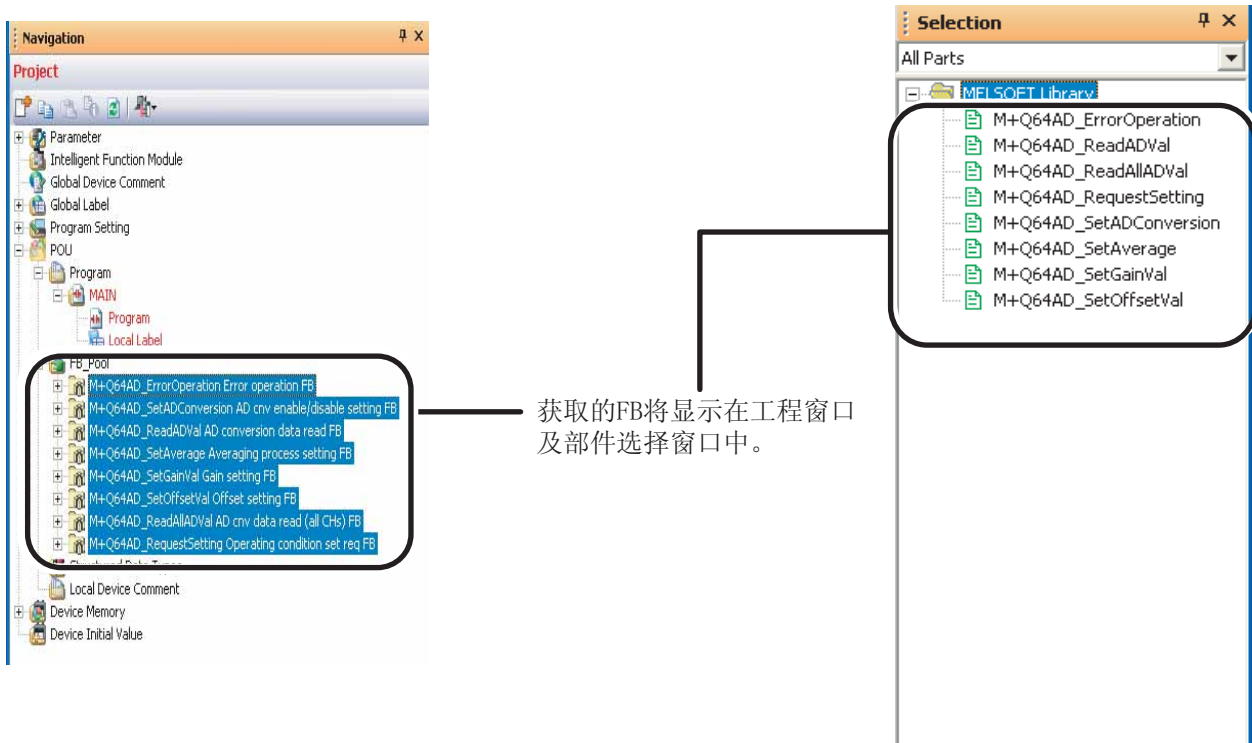 Navigation
Project
Parameter
Intelligent Function Module
Global Device Comment
Global Label
Program Setting
POU
Program
MAIN
Program
Local Label
FB_Pool
M+Q64AD_ErrorOperation Error operation FB
M+Q64AD_SetADConversion AD cnv enable/disable setting FB
M+Q64AD_ReadADVal AD conversion data read FB
M+Q64AD_SetAverage Averaging process setting FB
M+Q64AD_SetGainVal Gain setting FB
M+Q64AD_SetOffsetVal Offset setting FB
M+Q64AD_ReadAllADVal AD cnv data read (all CHs) FB
M+Q64AD_RequestSetting Operating condition set req FB
Structured Data Types
Local Device Comment
Device Memory
Device Initial Value
获取的FB将显示在工程窗口
及部件选择窗口中。
Selection
All Parts
MELSOFT Library
M+Q64AD_ErrorOperation
M+Q64AD_ReadADVal
M+Q64AD_ReadAllADVal
M+Q64AD_RequestSetting
M+Q64AD_SetADConversion
M+Q64AD_SetAverage
M+Q64AD_SetGainVal
M+Q64AD_SetOffsetVal